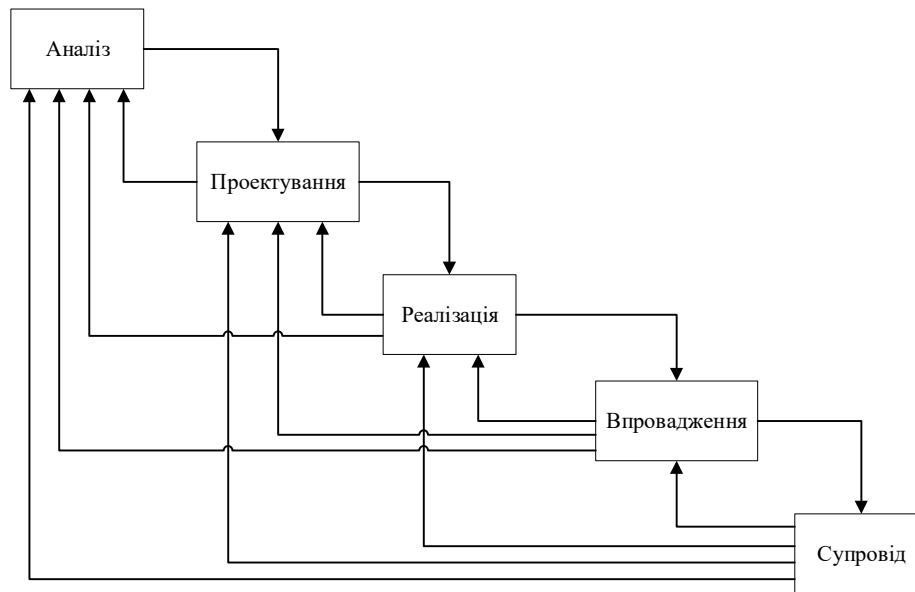 Аналіз
Проектування
Реалізація
Впровадження
Супровід